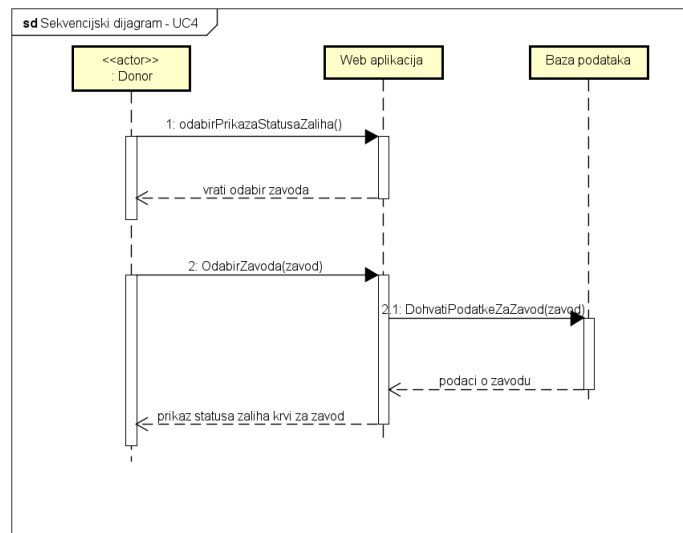 sd Sekvencijski dijagram - UC4
<<actor>>
: Donor
Web aplikacija
Baza podataka
1: odabirPrikazaStatusaZaliha()
vrati odabir zavoda
2: OdabirZavoda(zavod)
2.1: DohvatiPodatkeZaZavod(zavod)
podaci o zavodu
prikaz statusa zaliha krvi za zavod